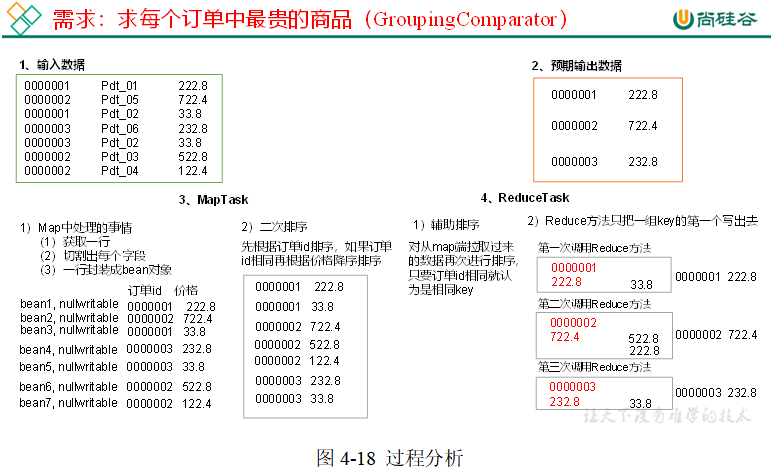 需求：求每个订单中最贵的商品（GroupingComparator）
尚硅谷
1、输入数据
0000001 Pdt_01 222.8
0000002 Pdt_05 722.4
0000001 Pdt_02 33.8
0000003 Pdt_06 232.8
0000003 Pdt_02 33.8
0000002 Pdt_03 522.8
0000002 Pdt_04 122.4
2、预期输出数据
0000001 222.8
0000002 722.4
0000003 232.8
3、MapTask
1）Map中处理的事情
（1）获取一行
（2）切割出每个字段
（3）一行封装成bean对象
订单id 价格
bean1, nullwritable 0000001 222.8
bean2, nullwritable 0000002 722.4
bean3, nullwritable 0000001 33.8
bean4, nullwritable 0000003 232.8
bean5, nullwritable 0000003 33.8
bean6, nullwritable 0000002 522.8
bean7, nullwritable 0000002 122.4
2）二次排序
先根据订单id排序，如果订单
id相同再根据价格降序排序
0000001 222.8
0000001 33.8
0000002 722.4
0000002 522.8
0000002 122.4
0000003 232.8
0000003 33.8
4、ReduceTask
1）辅助排序
对从map端拉取过来
的数据再次进行排序，
只要订单id相同就认
为是相同key
2）Reduce方法只把一组key的第一个写出去
第一次调用Reduce方法
0000001
222.8 33.8
0000001 222.8
第二次调用Reduce方法
0000002
722.4 522.8
222.8
0000002 722.4
第三次调用Reduce方法
0000003
232.8 33.8
0000003 232.8
让天下没有难学的技术
图 4-18 过程分析